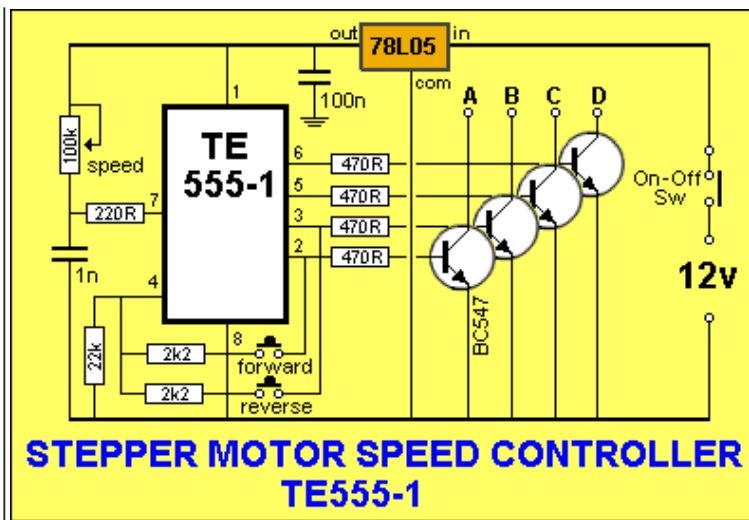 out
78L05
in
com
100n
1
A B C D
100k
speed
TE
555-1
6
470R
5
470R
3
470R
2
470R
7
220R
1n
4
On-Off
Sw
12v
BC547
22k
8
2k2
forward
2k2
reverse
STEPPER MOTOR SPEED CONTROLLER
TE555-1